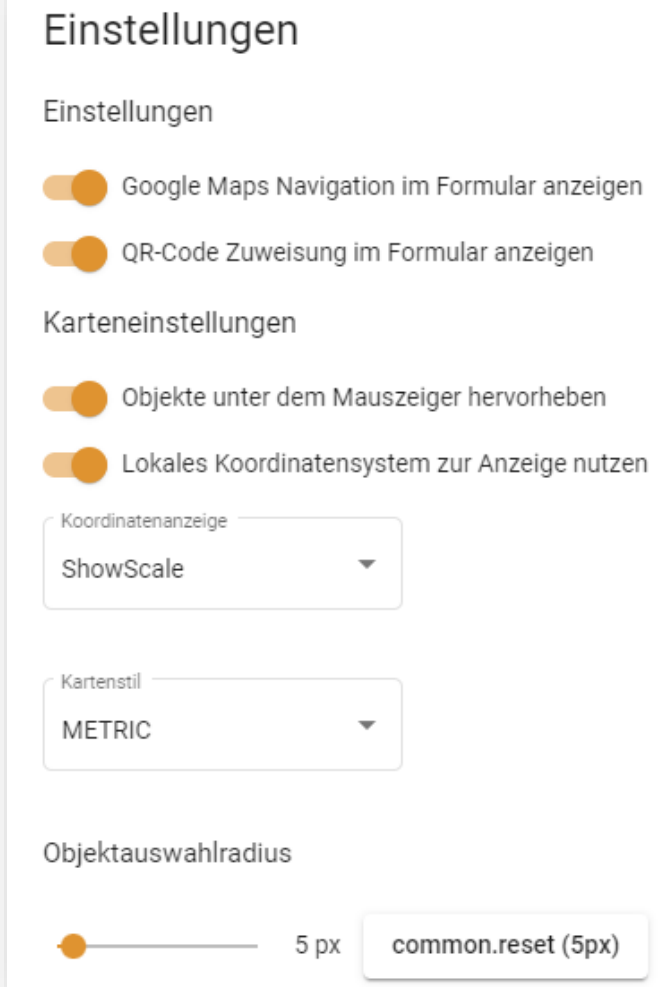 Einstellungen
Einstellungen
Google Maps Navigation im Formular anzeigen
QR-Code Zuweisung im Formular anzeigen
Karteneinstellungen
Objekte unter dem Mauszeiger hervorheben
Lokales Koordinatensystem zur Anzeige nutzen
Koordinatenanzeige
ShowScale
Kartenstil
METRIC
Objektauswahlradius
5 px common.reset (5px)